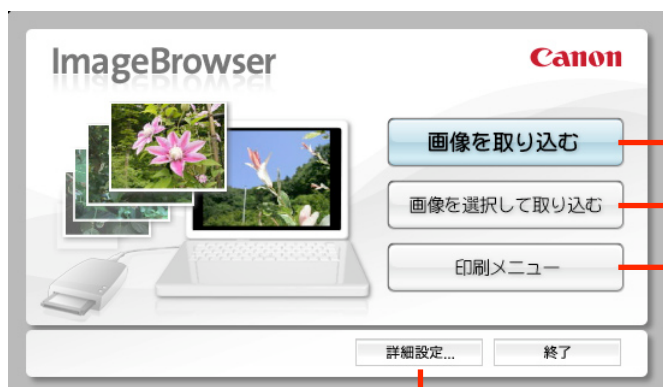 ImageBrowser
Canon
画像を取り込む
画像を選択して取り込む
印刷メニュー
詳細設定...
終了